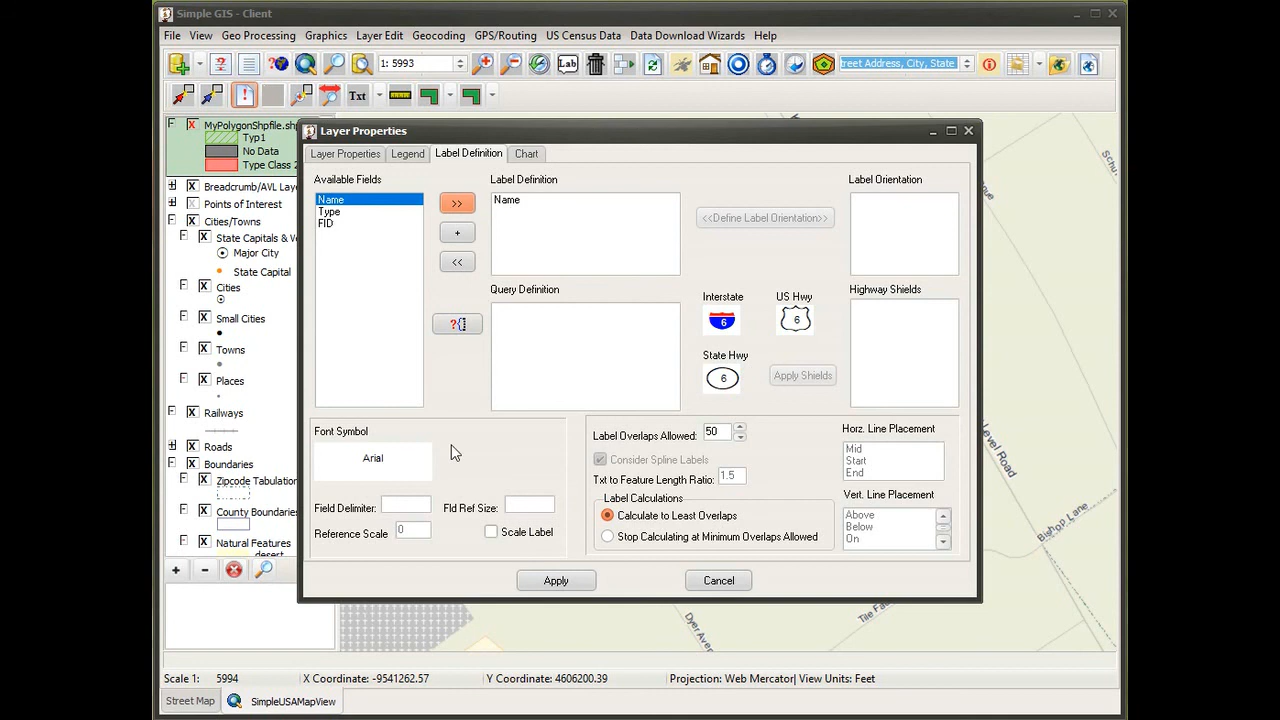 Simple GIS - Client
File View Geo Processing Graphics Layer Edit Geocoding GPS/Routing US Census Data Data Download Wizards Help
1: 5993
Lab
treet Address, City, State
Txt
MyPolygonShpfile.sh
Typ1
No Data
Type Class 2
Breadcrumb/AVL Laye
Points of Interest
Cities/Towns
State Capitals & V
Major City
State Capital
Cities
Small Cities
Towns
Places
Railways
Roads
Boundaries
Zipcode Tabulation
County Boundaries
Natural Features
desert
Layer Properties
Layer Properties Legend Label Definition Chart
Available Fields
Name
Type
FID
>>
+
<<
?{
Label Definition
Name
<<Define Label Orientation>>
Label Orientation
Query Definition
Interstate
6
US Hwy
6
State Hwy
6
Apply Shields
Highway Shields
Font Symbol
Arial
Field Delimiter:
Fld Ref Size:
Reference Scale 0
Scale Label
Label Overlaps Allowed: 50
Consider Spline Labels
Txt to Feature Length Ratio: 1.5
Label Calculations
Calculate to Least Overlaps
Stop Calculating at Minimum Overlaps Allowed
Horz. Line Placement
Mid
Start
End
Vert. Line Placement
Above
Below
On
Apply
Cancel
Level Road
Bishop Lane
Dyer Aven
Scale 1: 5994 X Coordinate: -9541262.57 Y Coordinate: 4606200.39 Projection: Web Mercator| View Units: Feet
Street Map SimpleUSAMapView